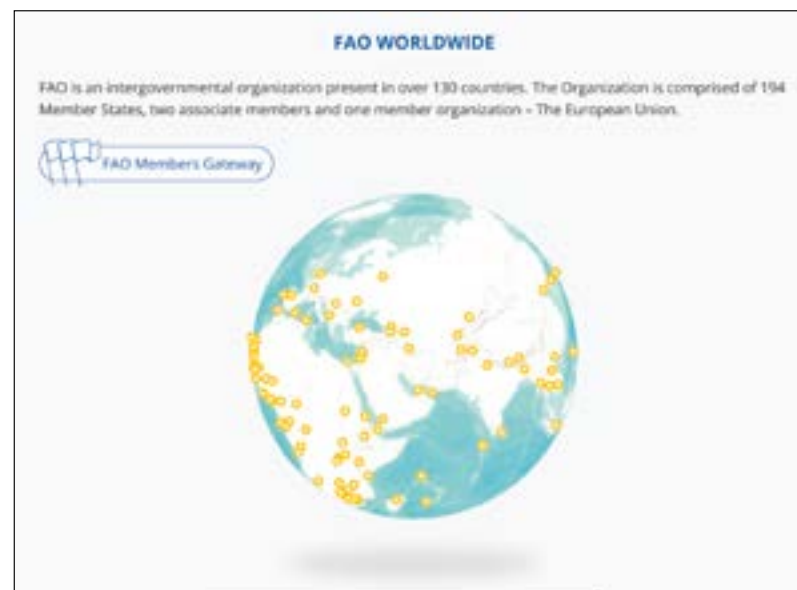 FAO WORLDWIDE
FAO is an intergovernmental organization present in over 130 countries. The Organization is comprised of 194
Member States, two associate members and one member organization – The European Union.
FAO Members Gateway